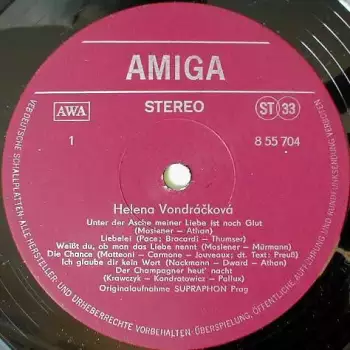 AMIGA
AWA
STEREO
ST 33
1
8 55 704
Helena Vondráčková
Unter der Asche meiner Liebe ist noch Glut
(Moslener - Athan)
Liebelei (Pace; Brocardi - Thumser)
Weißt du, ob man das Liebe nennt (Moslener - Mürmann)
Die Chance (Matteoni - Carmone - Jouveaux; dt. Text: Preuß)
Ich glaube dir kein Wort (Nackmann - Dward - Athan)
Der Champagner heut' nacht
(Krawczyk - Kondratowicz - Pollux)
Originalaufnahme SUPRAPHON Prag
VEB DEUTSCHE SCHALLPLATTEN · ALLE HERSTELLER- UND URHEBERRECHTE VORBEHALTEN · ÜBERSPIELUNG, ÖFFENTLICHE AUFFÜHRUNG UND JEDE RUNDFUNKSENDUNG VERBOTEN